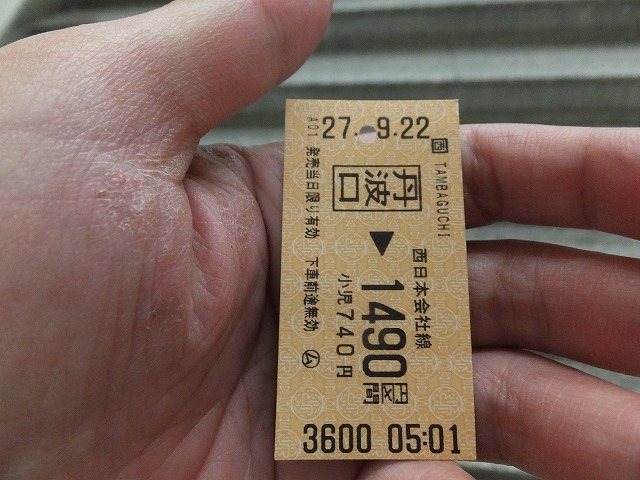 27. 9.22
A01
西 TAMBAGUCHI
西日本会社線
丹波口 ▶ 1490円区間
小児740円
発売当日限り有効 下車前途無効 ㋰
3600 05:01